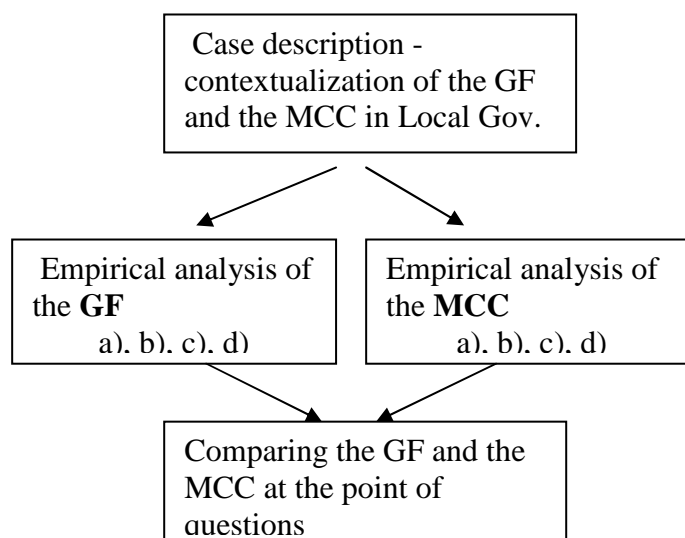 Case description -
contextualization of the GF
and the MCC in Local Gov.
Empirical analysis of
the GF
a), b), c), d)
Empirical analysis of
the MCC
a), b), c), d)
Comparing the GF and the
MCC at the point of
questions